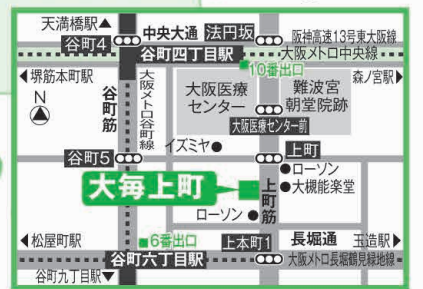 天満橋駅▲
中央大通
法円坂
阪神高速13号東大阪線
谷町4
谷町四丁目駅
大阪メトロ中央線
10番出口
◀堺筋本町駅
森ノ宮駅▶
N
谷町筋
大阪メトロ谷町線
大阪医療
センター
難波宮
朝堂院跡
大阪医療センター前
イズミヤ●
谷町5
上町
●ローソン
●大槻能楽堂
大毎上町
ローソン●
上町筋
◀松屋町駅
6番出口
上本町1
長堀通
玉造駅▶
谷町六丁目駅
大阪メトロ長堀鶴見緑地線
谷町九丁目駅▼